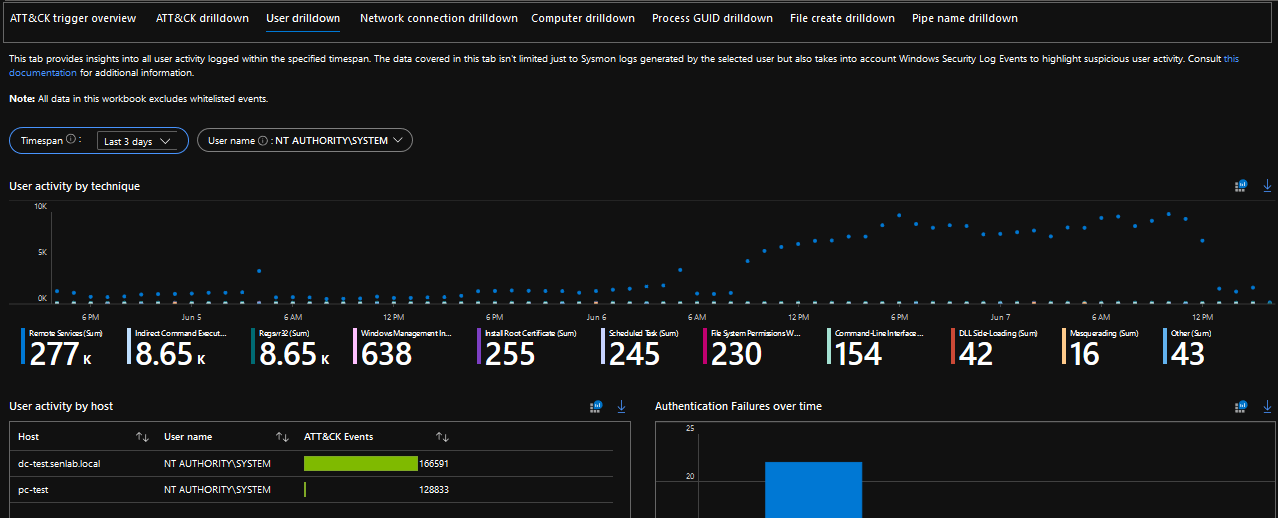 ATT&CK trigger overview ATT&CK drilldown User drilldown Network connection drilldown Computer drilldown Process GUID drilldown File create drilldown Pipe name drilldown
This tab provides insights into all user activity logged within the specified timespan. The data covered in this tab isn't limited just to Sysmon logs generated by the selected user but also takes into account Windows Security Log Events to highlight suspicious user activity. Consult this
documentation for additional information.
Note: All data in this workbook excludes whitelisted events.
Timespan : Last 3 days User name : NT AUTHORITY\SYSTEM
User activity by technique
10K
5K
0K
6 PM Jun 5 6 AM 12 PM 6 PM Jun 6 6 AM 12 PM 6 PM Jun 7 6 AM 12 PM
Remote Services (Sum) Indirect Command Execut... Regsvr32 (Sum) Windows Management In... Install Root Certificate (Sum) Scheduled Task (Sum) File System Permissions W... Command-Line Interface ... DLL Side-Loading (Sum) Masquerading (Sum) Other (Sum)
277 K 8.65 K 8.65 K 638 255 245 230 154 42 16 43
User activity by host Authentication Failures over time
Host User name ATT&CK Events
dc-test.senlab.local NT AUTHORITY\SYSTEM 166591
pc-test NT AUTHORITY\SYSTEM 128833
25
20